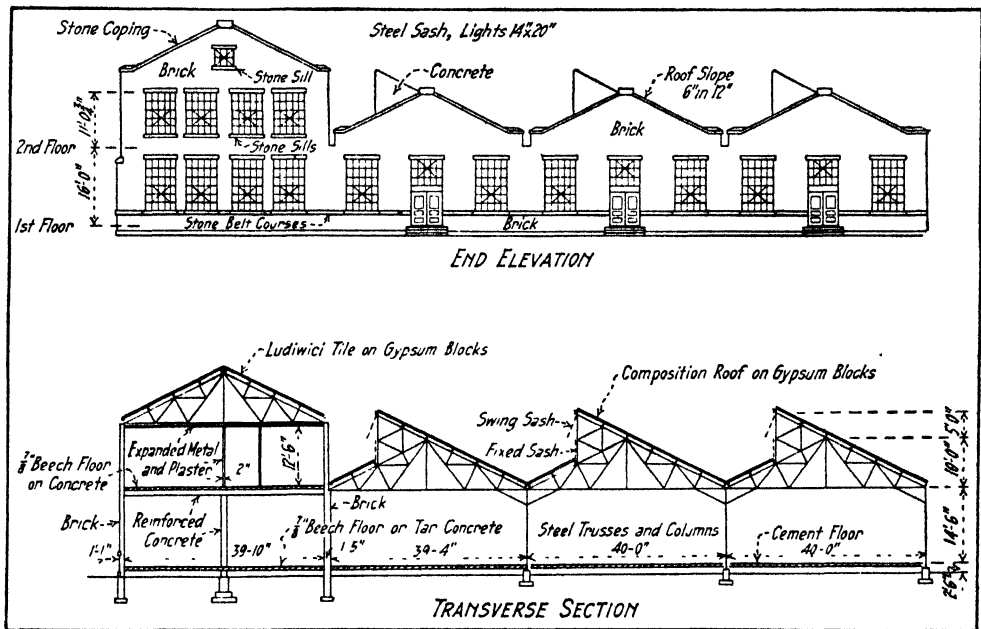 Stone Coping
Steel Sash, Lights 14"x20"
Brick
Stone Sill
Concrete
Roof Slope
6" in 12"
Brick
11'-0¾"
Stone Sills
2nd Floor
16'-0"
1st Floor
Stone Belt Courses
Brick
END ELEVATION
Ludiwici Tile on Gypsum Blocks
Composition Roof on Gypsum Blocks
Swing Sash
Fixed Sash
Expanded Metal
and Plaster
2"
12'-6"
5'-0"
10'-0"
14'-6"
⅞" Beech Floor
or Concrete
Brick
Reinforced
Concrete
Brick
⅞" Beech Floor or Tar Concrete
Steel Trusses and Columns
Cement Floor
1'-1"
39'-10"
1'5"
39'-4"
40'-0"
40'-0"
TRANSVERSE SECTION